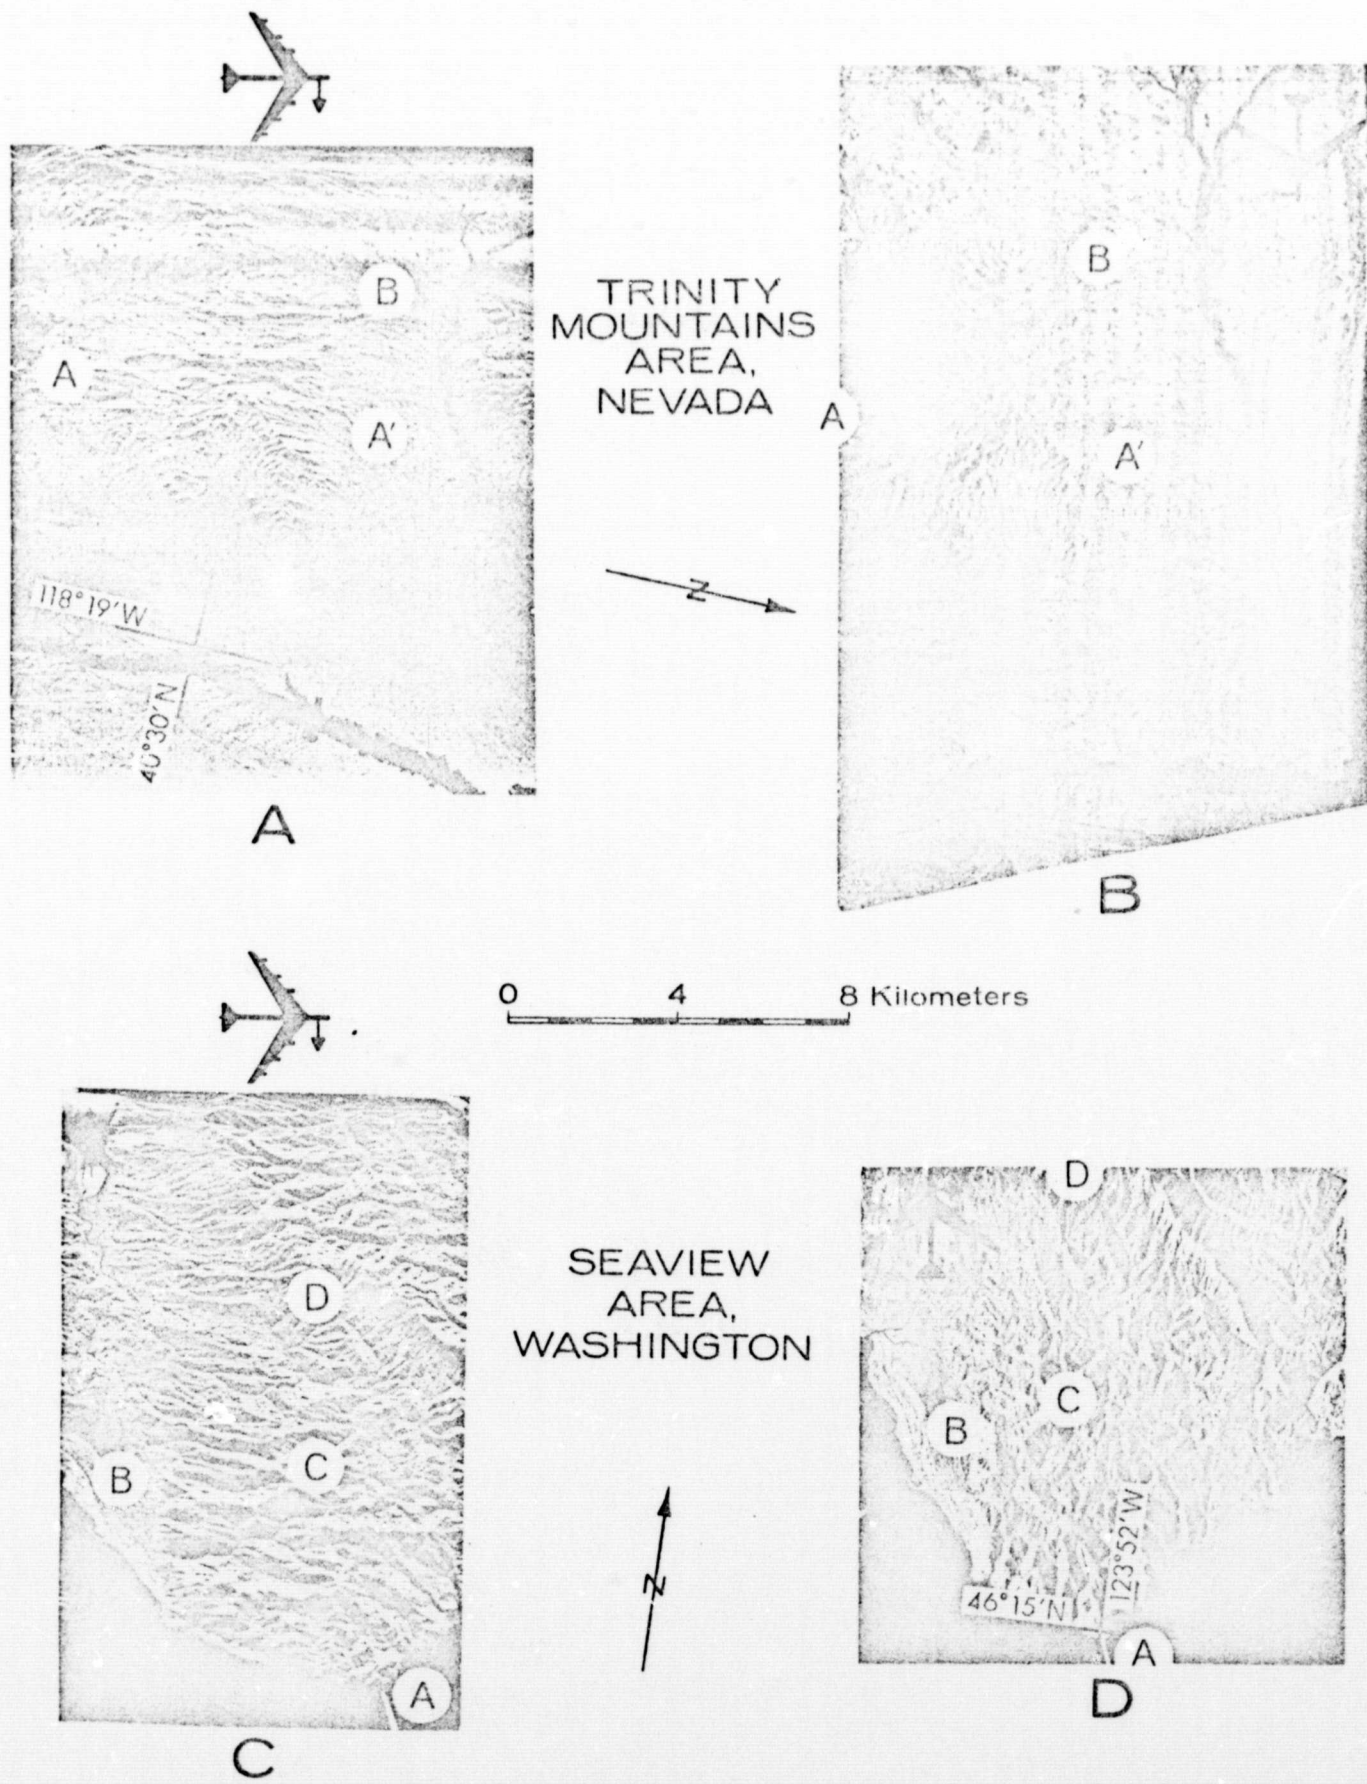 B
A
A'
118°19'W
40°30'N
A
TRINITY
MOUNTAINS
AREA,
NEVADA
N
B
A
A'
B
0 4 8 Kilometers
D
C
B
A
C
SEAVIEW
AREA,
WASHINGTON
N
D
C
B
123°52'W
46°15'N
A
D